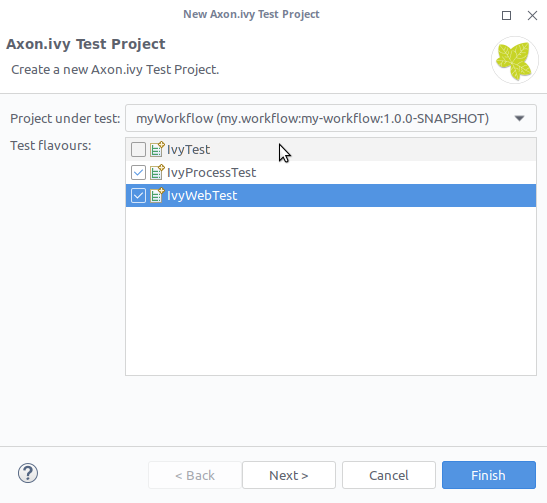 New Axon.ivy Test Project
Axon.ivy Test Project
Create a new Axon.ivy Test Project.
Project under test: myWorkflow (my.workflow:my-workflow:1.0.0-SNAPSHOT)
Test flavours:
IvyTest
IvyProcessTest
IvyWebTest
?
< Back Next > Cancel Finish